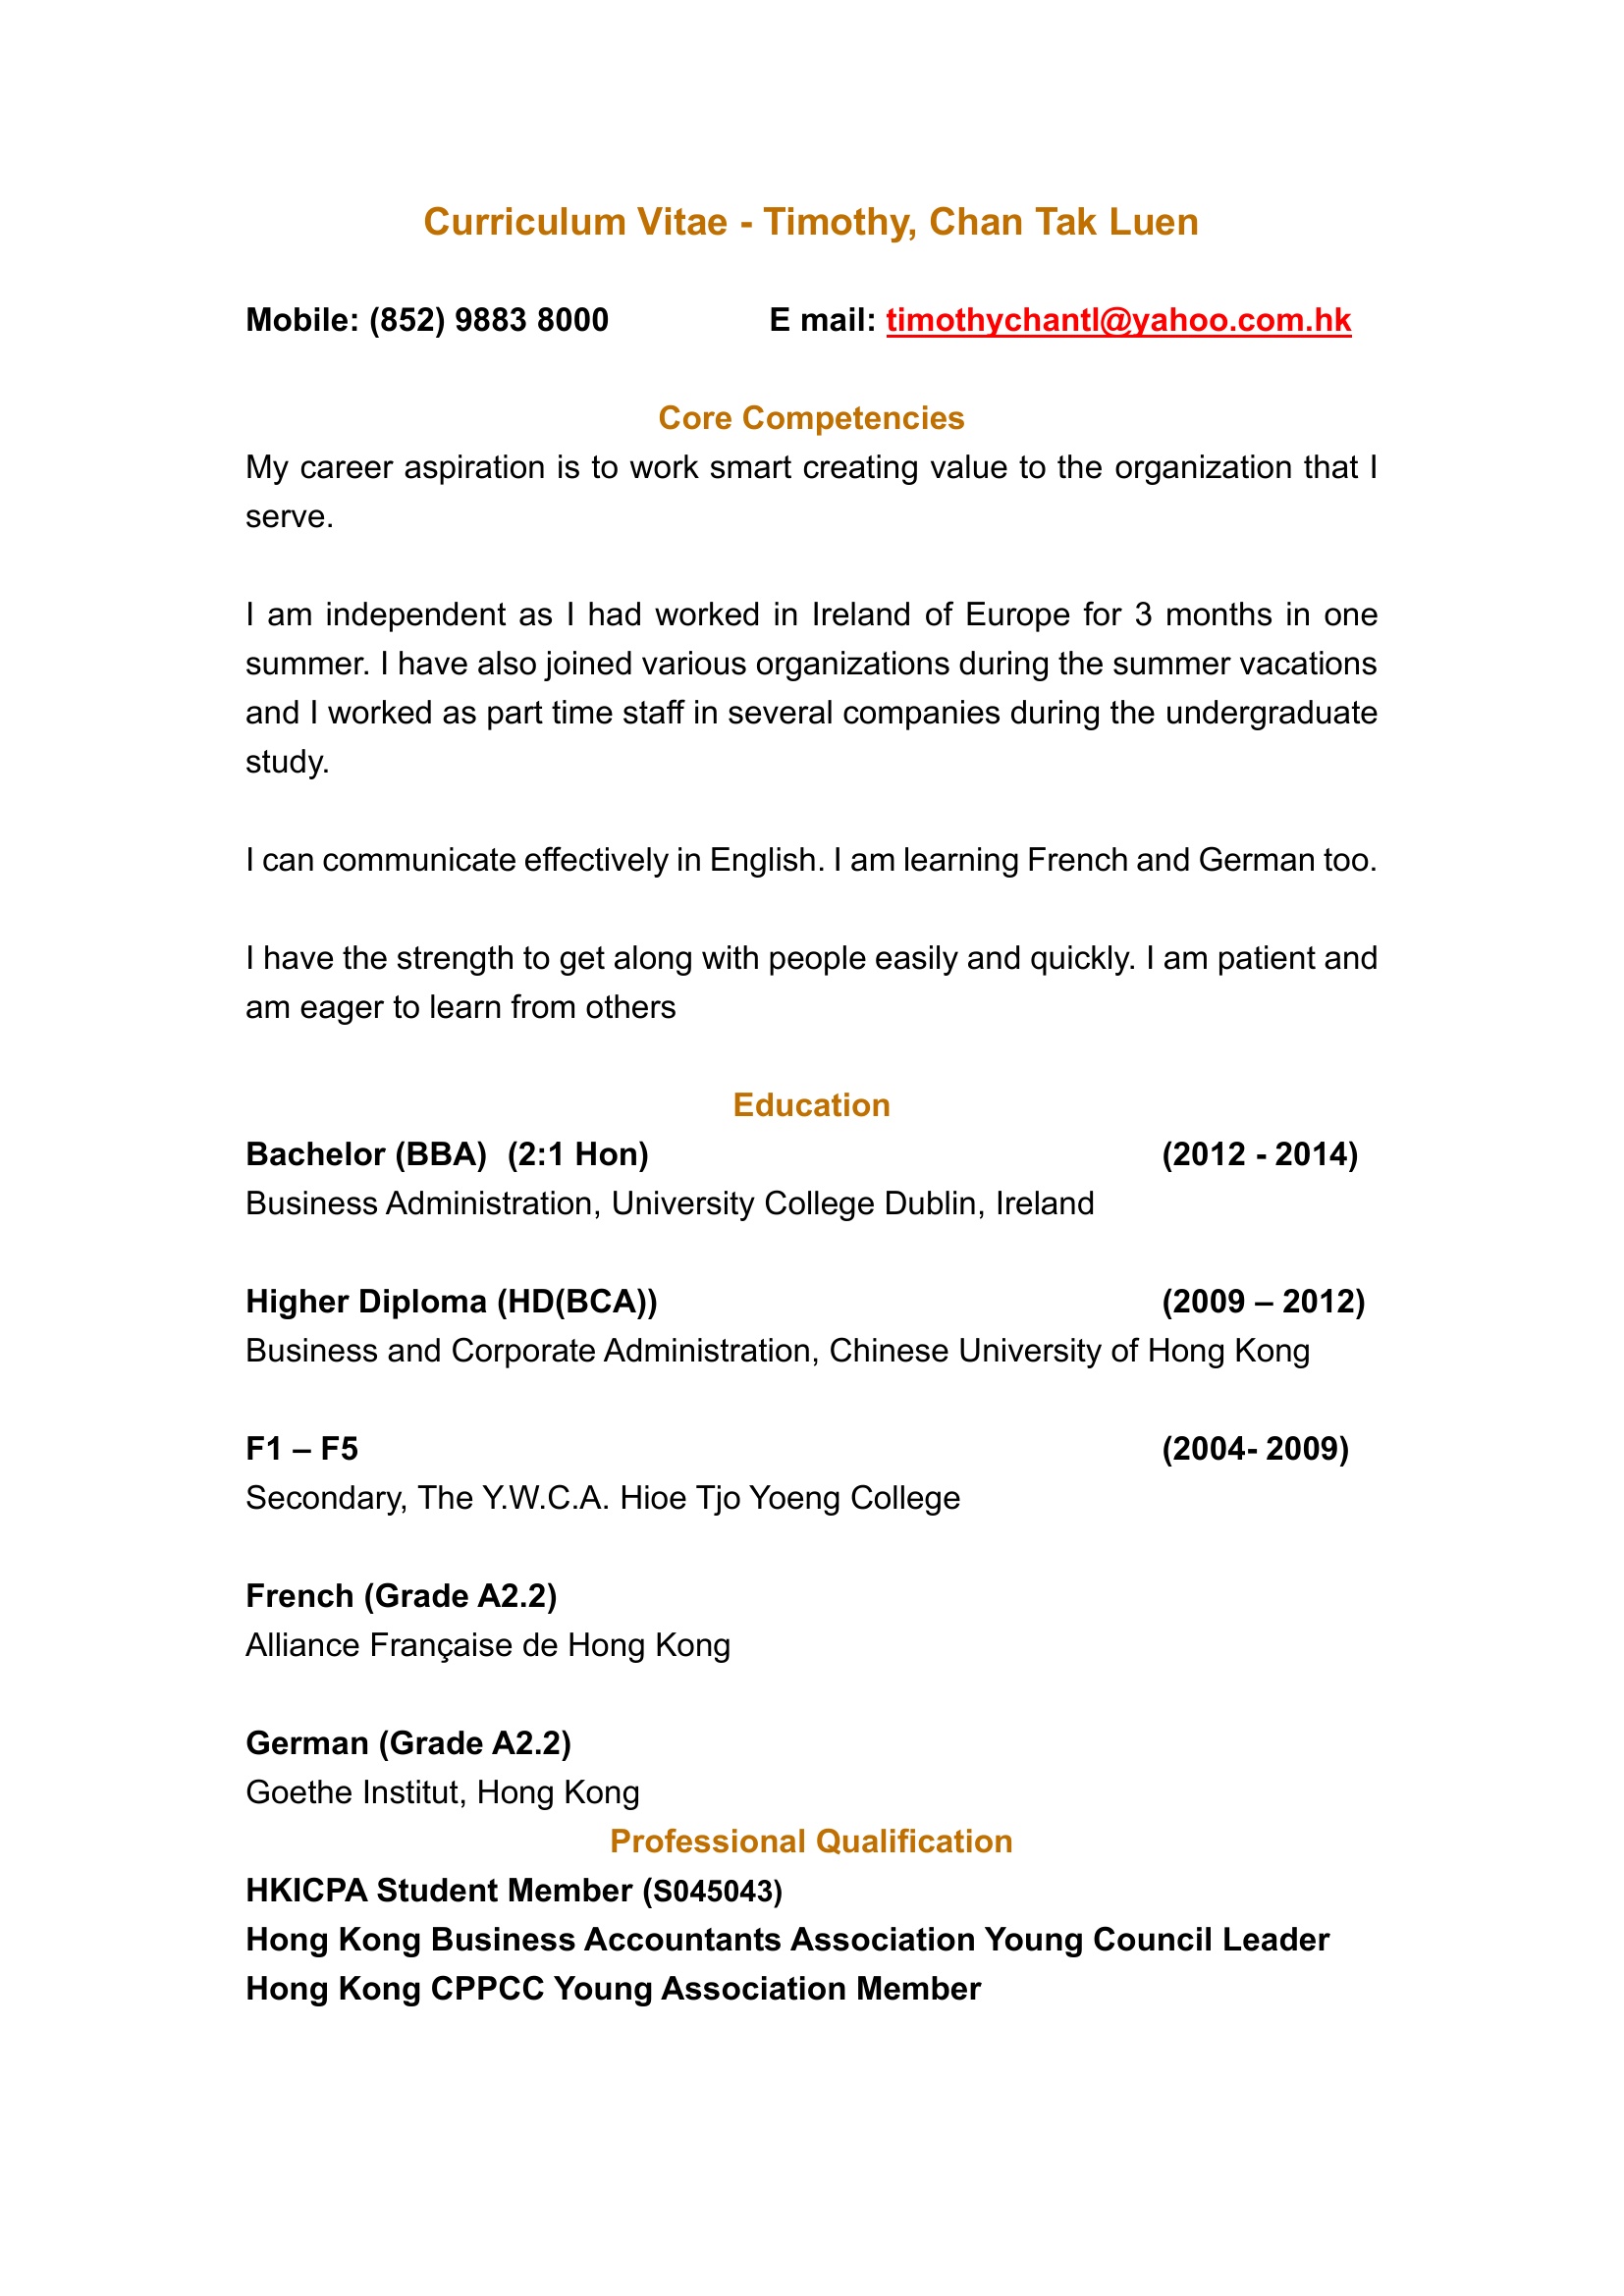 Curriculum Vitae - Timothy, Chan Tak Luen
Mobile: (852) 9883 8000 E mail: timothychantl@yahoo.com.hk
Core Competencies
My career aspiration is to work smart creating value to the organization that I
serve.
I am independent as I had worked in Ireland of Europe for 3 months in one
summer. I have also joined various organizations during the summer vacations
and I worked as part time staff in several companies during the undergraduate
study.
I can communicate effectively in English. I am learning French and German too.
I have the strength to get along with people easily and quickly. I am patient and
am eager to learn from others
Education
Bachelor (BBA) (2:1 Hon) (2012 - 2014)
Business Administration, University College Dublin, Ireland
Higher Diploma (HD(BCA)) (2009 – 2012)
Business and Corporate Administration, Chinese University of Hong Kong
F1 – F5 (2004- 2009)
Secondary, The Y.W.C.A. Hioe Tjo Yoeng College
French (Grade A2.2)
Alliance Française de Hong Kong
German (Grade A2.2)
Goethe Institut, Hong Kong
Professional Qualification
HKICPA Student Member (S045043)
Hong Kong Business Accountants Association Young Council Leader
Hong Kong CPPCC Young Association Member